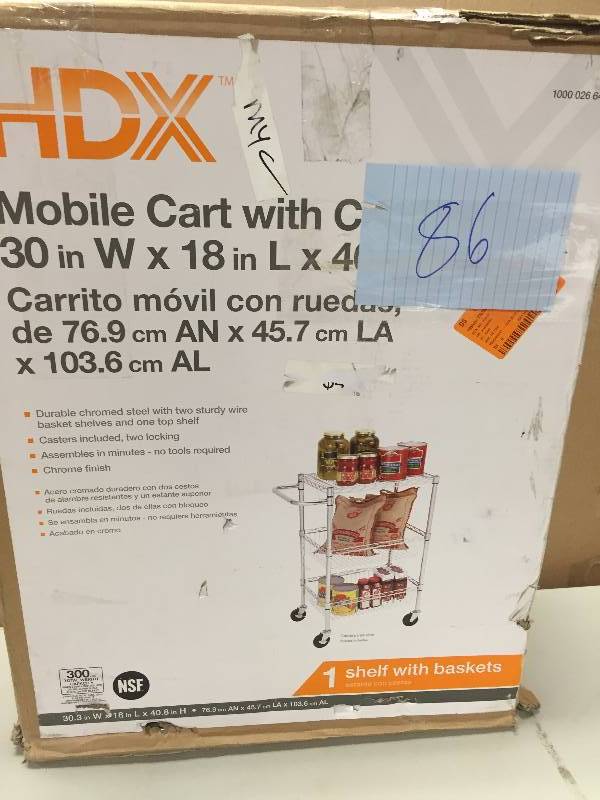 HDX™
1000 026 6
Mobile Cart with C
30 in W x 18 in L x 4
86
Carrito móvil con ruedas,
de 76.9 cm AN x 45.7 cm LA
x 103.6 cm AL
Durable chromed steel with two sturdy wire
basket shelves and one top shelf
Casters included, two locking
Assembles in minutes - no tools required
Chrome finish
Acero cromado duradero con dos cestos
de alambre resistentes y un estante superior
Ruedas incluidas, dos de ellas con bloqueo
Se ensambla en minutos - no requiere herramientas
Acabado en cromo
300
TOTAL WEIGHT
NSF
1 shelf with baskets
30.3 in W x 18 in L x 40.8 in H • 76.9 cm AN x 45.7 cm LA x 103.6 cm AL